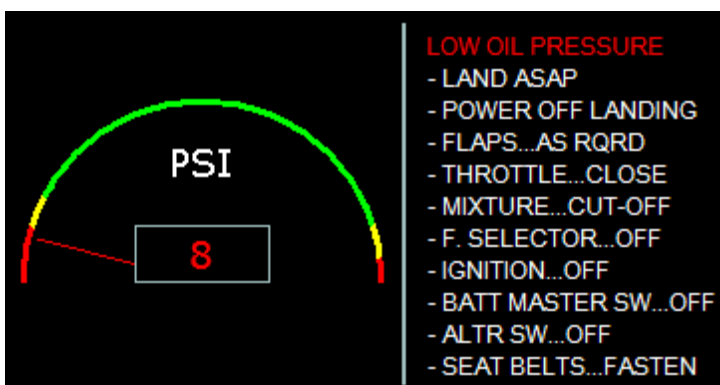 PSI
8
LOW OIL PRESSURE
- LAND ASAP
- POWER OFF LANDING
- FLAPS...AS RQRD
- THROTTLE...CLOSE
- MIXTURE...CUT-OFF
- F. SELECTOR...OFF
- IGNITION...OFF
- BATT MASTER SW...OFF
- ALTR SW...OFF
- SEAT BELTS...FASTEN